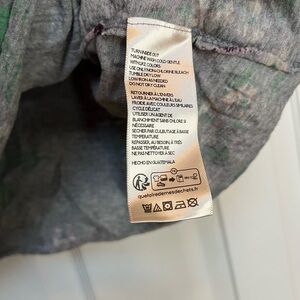 TURN INSIDE OUT
MACHINE WASH COLD GENTLE
WITH LIKE COLORS
USE ONLY NON CHLORINE BLEACH
TUMBLE DRY LOW
LOW IRON AS NEEDED
DO NOT DRY CLEAN
RETOURNER À L'ENVERS
LAVER À LA MACHINE À L'EAU
FROIDE AVEC COULEURS SIMILAIRES
CYCLE DÉLICAT
UTILISER UN AGENT DE
BLANCHIMENT SANS CHLORE SI
NÉCESSAIRE
SÉCHER PAR CULBUTAGE À BASSE
TEMPÉRATURE
REPASSER, AU BESOIN, À TRÈS
BASSE TEMPÉRATURE
NE PAS NETTOYER À SEC
HECHO EN GUATEMALA
quefairedemesdechets.fr